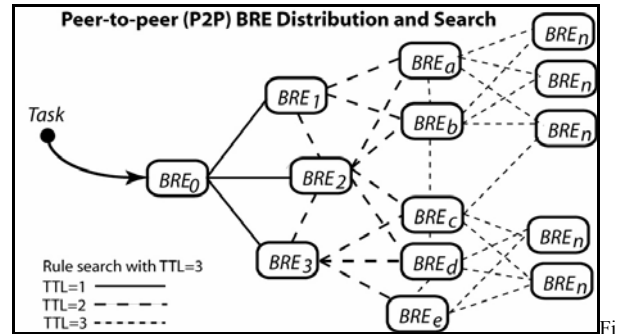 Peer-to-peer (P2P) BRE Distribution and Search
Task
BRE0
BRE1
BRE2
BRE3
BREa
BREb
BREc
BREd
BREe
BREn
BREn
BREn
BREn
BREn
Rule search with TTL=3
TTL=1
TTL=2
TTL=3
Fi